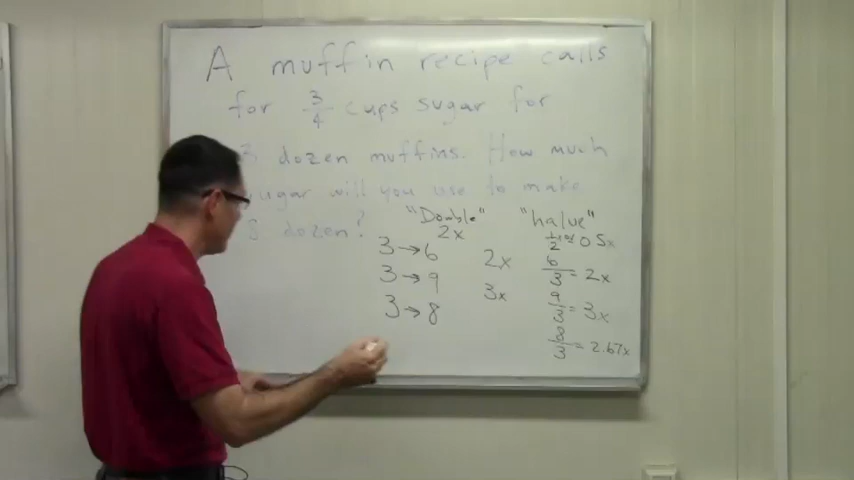 A muffin recipe calls
for 3/4 cups sugar for
3 dozen muffins. How much
sugar will you use to make
3 dozen?
"Double" "halve"
2x
1/2 0.5x
3→6 2x 6/3 = 2x
3→9 3x 9/3 = 3x
3→8 8/3 = 2.67x